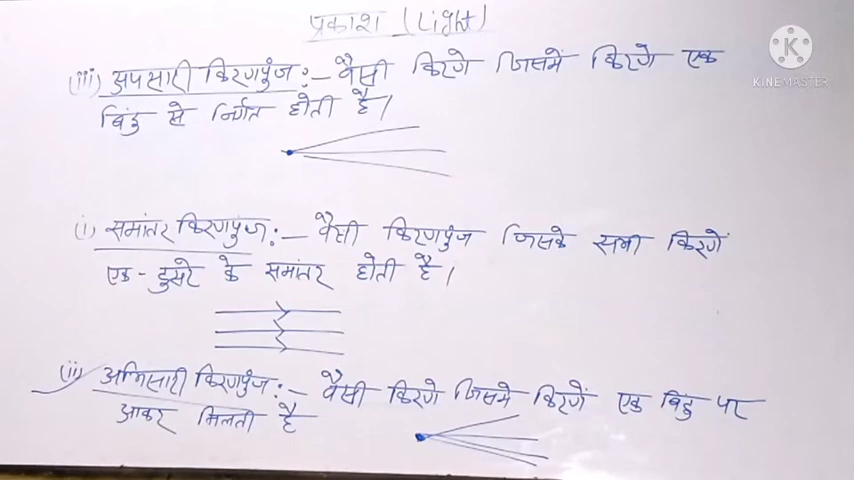 प्रकाश (Light)
(iii) अपसारी किरणपुंज :- वैसी किरणे जिसमें किरणे एक
बिंदु से निर्गत होती है।
(i) समांतर किरणपुंज :- वैसी किरणपुंज जिसके सभी किरणें
एक-दुसरे के समांतर होती है।
(ii) अभिसारी किरणपुंज :- वैसी किरणे जिसमे किरणें एक बिंदु पर
आकर मिलती है
KINEMASTER